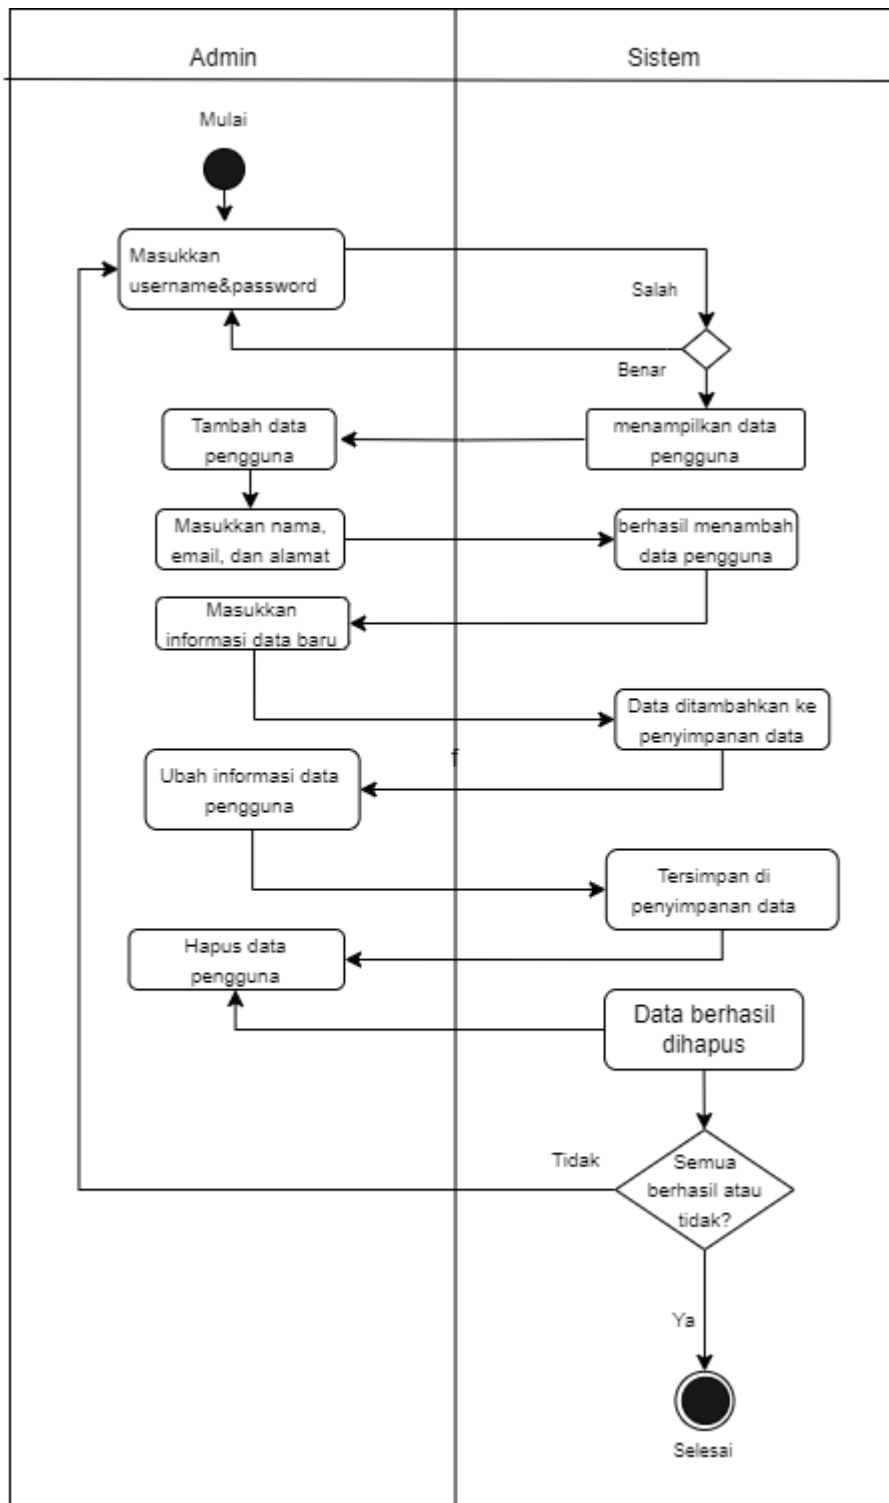 Admin
Sistem
Mulai
Masukkan
username&password
Salah
Benar
Tambah data
pengguna
menampilkan data
pengguna
Masukkan nama,
email, dan alamat
berhasil menambah
data pengguna
Masukkan
informasi data baru
Data ditambahkan ke
penyimpanan data
f
Ubah informasi data
pengguna
Tersimpan di
penyimpanan data
Hapus data
pengguna
Data berhasil
dihapus
Tidak
Semua
berhasil atau
tidak?
Ya
Selesai